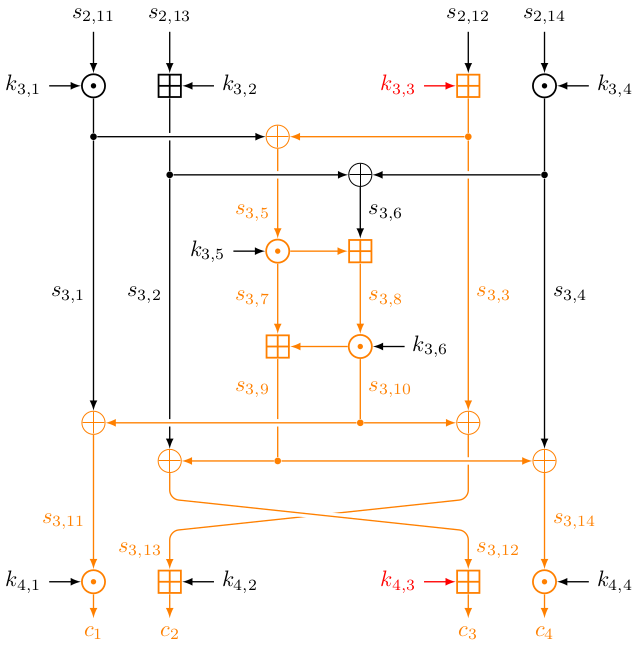 s_{2,11} s_{2,13} s_{2,12} s_{2,14}
k_{3,1} k_{3,2} k_{3,3} k_{3,4}
s_{3,5} s_{3,6}
k_{3,5}
s_{3,1} s_{3,2} s_{3,7} s_{3,8} s_{3,3} s_{3,4}
k_{3,6}
s_{3,9} s_{3,10}
s_{3,11} s_{3,14}
s_{3,13} s_{3,12}
k_{4,1} k_{4,2} k_{4,3} k_{4,4}
c_1 c_2 c_3 c_4